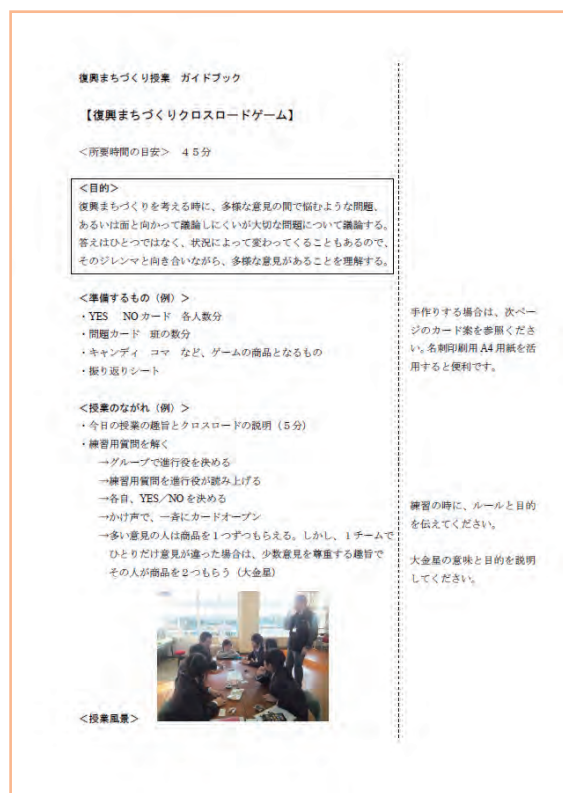 復興まちづくり授業　ガイドブック
【復興まちづくりクロスロードゲーム】
＜所要時間の目安＞　４５分
＜目的＞
復興まちづくりを考える時に、多様な意見の間で悩むような問題、
あるいは面と向かって議論しにくいが大切な問題について議論する。
答えはひとつではなく、状況によって変わってくることもあるので、
そのジレンマと向き合いながら、多様な意見があることを理解する。
＜準備するもの（例）＞
・YES　NOカード　各人数分
・問題カード　班の数分
・キャンディ　コマ　など、ゲームの商品となるもの
・振り返りシート
手作りする場合は、次ペー
ジのカード案を参照くださ
い。名刺印刷用A4用紙を活
用すると便利です。
＜授業のながれ（例）＞
・今日の授業の趣旨とクロスロードの説明（５分）
・練習用質問を解く
→グループで進行役を決める
→練習用質問を進行役が読み上げる
→各自、YES／NOを決める
→かけ声で、一斉にカードオープン
→多い意見の人は商品を１つずつもらえる。しかし、１チームで
ひとりだけ意見が違った場合は、少数意見を尊重する趣旨で
その人が商品を２つもらう（大金星）
練習の時に、ルールと目的
を伝えてください。
大金星の意味と目的を説明
してください。
＜授業風景＞